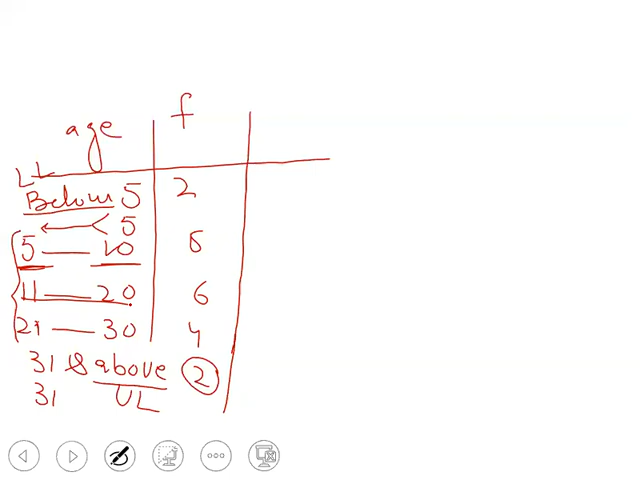 age f
LL
Below 5 2
< 5
5 — 10 8
11 — 20 6
21 — 30 4
31 & above 2
31 UL